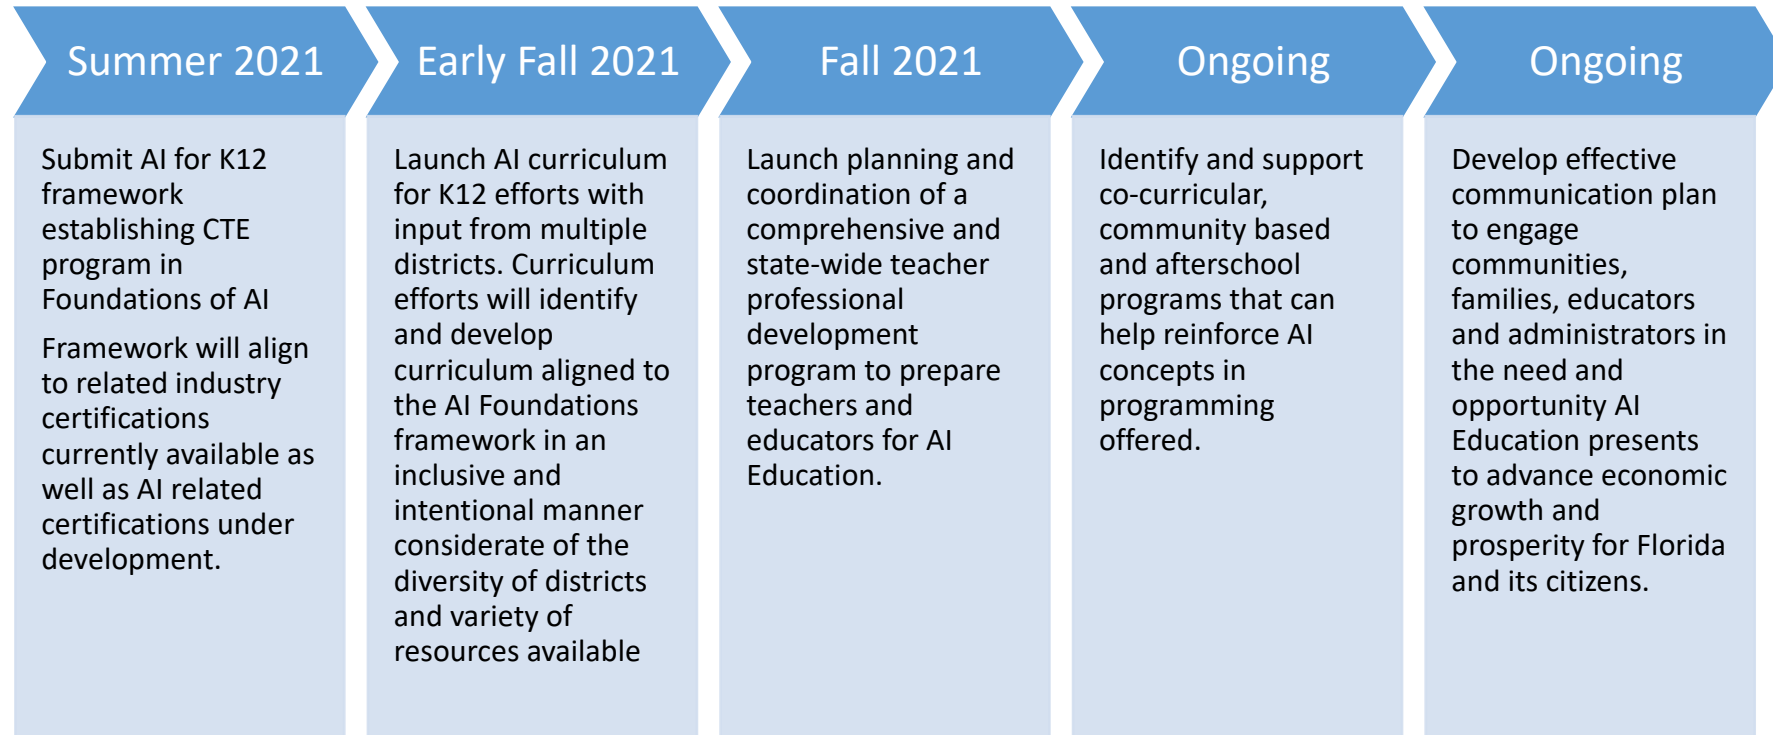 Summer 2021
Submit AI for K12
framework
establishing CTE
program in
Foundations of AI
Framework will align
to related industry
certifications
currently available as
well as AI related
certifications under
development.
Early Fall 2021
Launch AI curriculum
for K12 efforts with
input from multiple
districts. Curriculum
efforts will identify
and develop
curriculum aligned to
the AI Foundations
framework in an
inclusive and
intentional manner
considerate of the
diversity of districts
and variety of
resources available
Fall 2021
Launch planning and
coordination of a
comprehensive and
state-wide teacher
professional
development
program to prepare
teachers and
educators for AI
Education.
Ongoing
Identify and support
co-curricular,
community based
and afterschool
programs that can
help reinforce AI
concepts in
programming
offered.
Ongoing
Develop effective
communication plan
to engage
communities,
families, educators
and administrators in
the need and
opportunity AI
Education presents
to advance economic
growth and
prosperity for Florida
and its citizens.